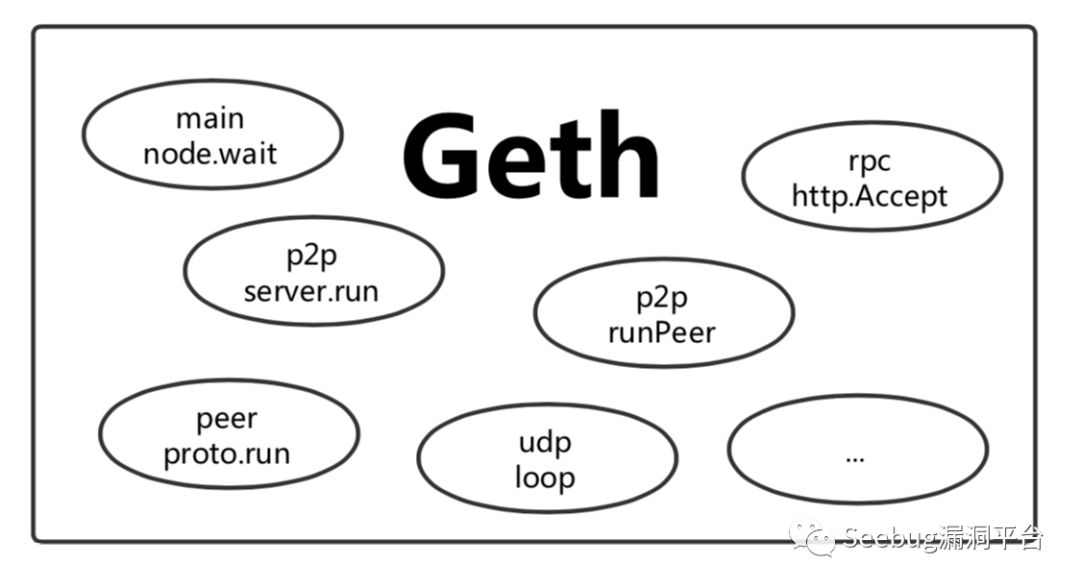 main
node.wait
Geth
rpc
http.Accept
p2p
server.run
p2p
runPeer
peer
proto.run
udp
loop
...
Seebug漏洞平台